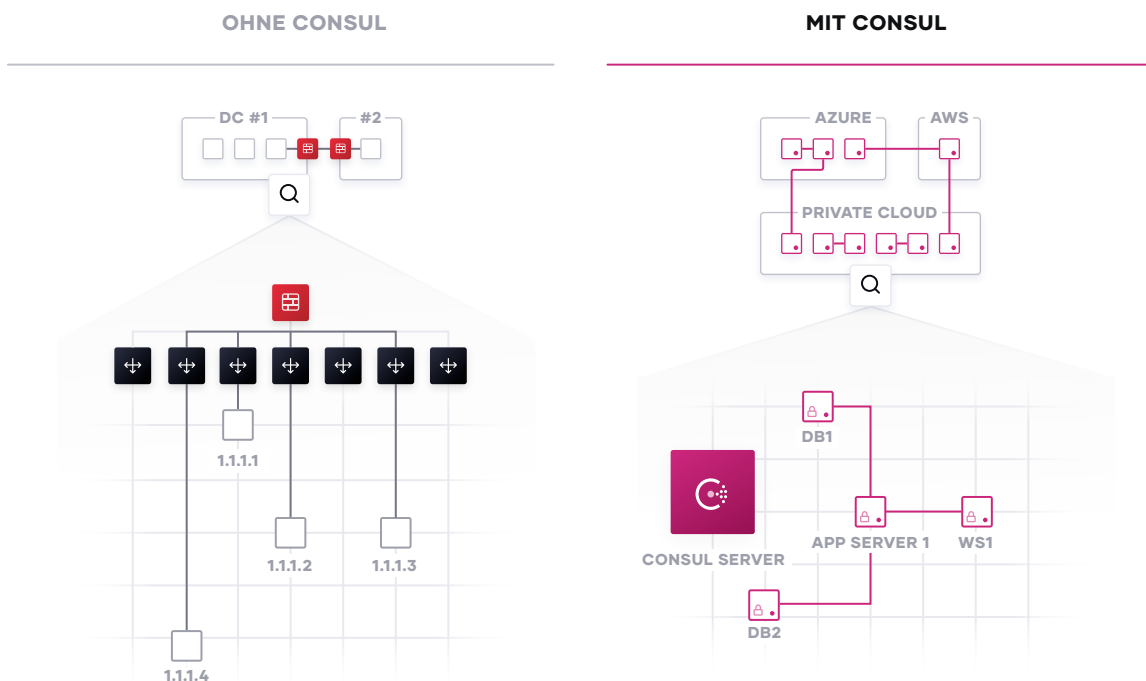 OHNE CONSUL
DC #1
#2
1.1.1.1
1.1.1.2
1.1.1.3
1.1.1.4
MIT CONSUL
AZURE
AWS
PRIVATE CLOUD
DB1
APP SERVER 1
WS1
CONSUL SERVER
DB2